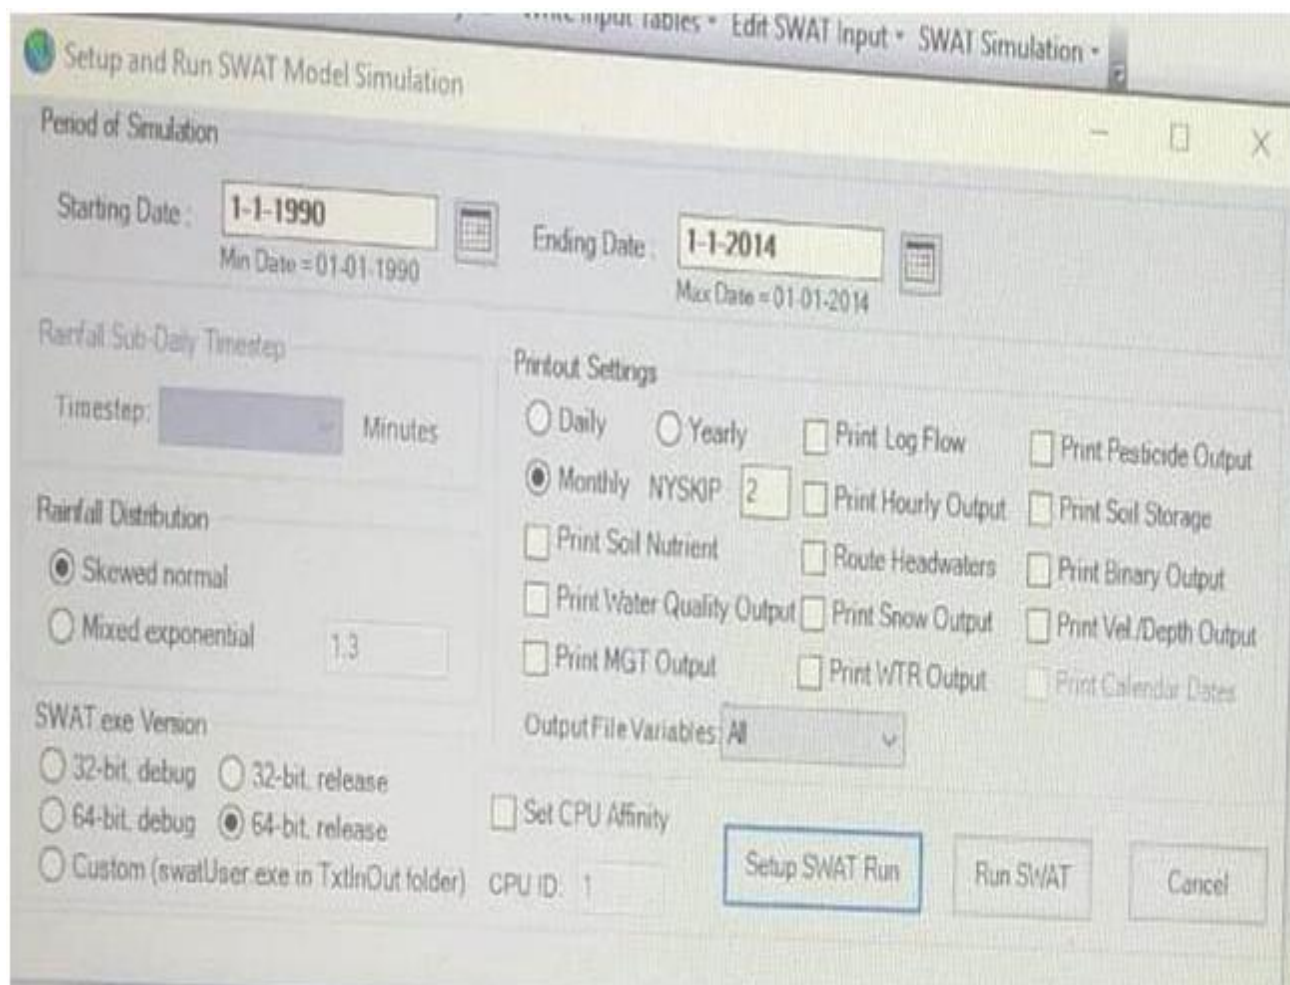 Write Input Tables Edit SWAT Input SWAT Simulation
Setup and Run SWAT Model Simulation
Period of Simulation
Starting Date : 1-1-1990 Ending Date : 1-1-2014
Min Date = 01-01-1990 Max Date = 01-01-2014
Rainfall Sub-Daily Timestep
Timestep: Minutes
Rainfall Distribution
Skewed normal
Mixed exponential 1.3
SWAT exe Version
32-bit, debug 32-bit, release
64-bit, debug 64-bit, release
Custom (swatUser.exe in TxtInOut folder)
Printout Settings
Daily Yearly Print Log Flow Print Pesticide Output
Monthly NYSKIP 2 Print Hourly Output Print Soil Storage
Print Soil Nutrient Route Headwaters Print Binary Output
Print Water Quality Output Print Snow Output Print Vel./Depth Output
Print MGT Output Print WTR Output Print Calendar Dates
Output File Variables: All
Set CPU Affinity
CPU ID: 1
Setup SWAT Run Run SWAT Cancel